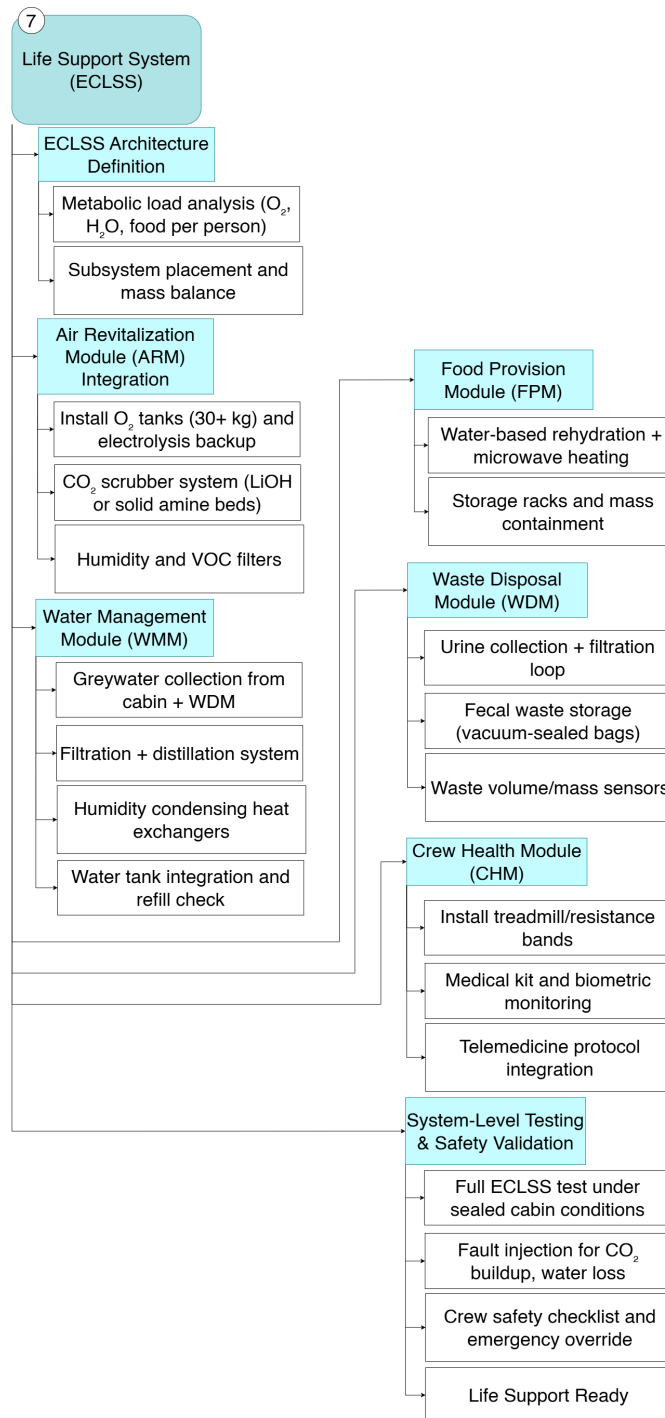 7
Life Support System
(ECLSS)
ECLSS Architecture
Definition
Metabolic load analysis (O₂,
H₂O, food per person)
Subsystem placement and
mass balance
Air Revitalization
Module (ARM)
Integration
Install O₂ tanks (30+ kg) and
electrolysis backup
CO₂ scrubber system (LiOH
or solid amine beds)
Humidity and VOC filters
Water Management
Module (WMM)
Greywater collection from
cabin + WDM
Filtration + distillation system
Humidity condensing heat
exchangers
Water tank integration and
refill check
Food Provision
Module (FPM)
Water-based rehydration +
microwave heating
Storage racks and mass
containment
Waste Disposal
Module (WDM)
Urine collection + filtration
loop
Fecal waste storage
(vacuum-sealed bags)
Waste volume/mass sensors
Crew Health Module
(CHM)
Install treadmill/resistance
bands
Medical kit and biometric
monitoring
Telemedicine protocol
integration
System-Level Testing
& Safety Validation
Full ECLSS test under
sealed cabin conditions
Fault injection for CO₂
buildup, water loss
Crew safety checklist and
emergency override
Life Support Ready